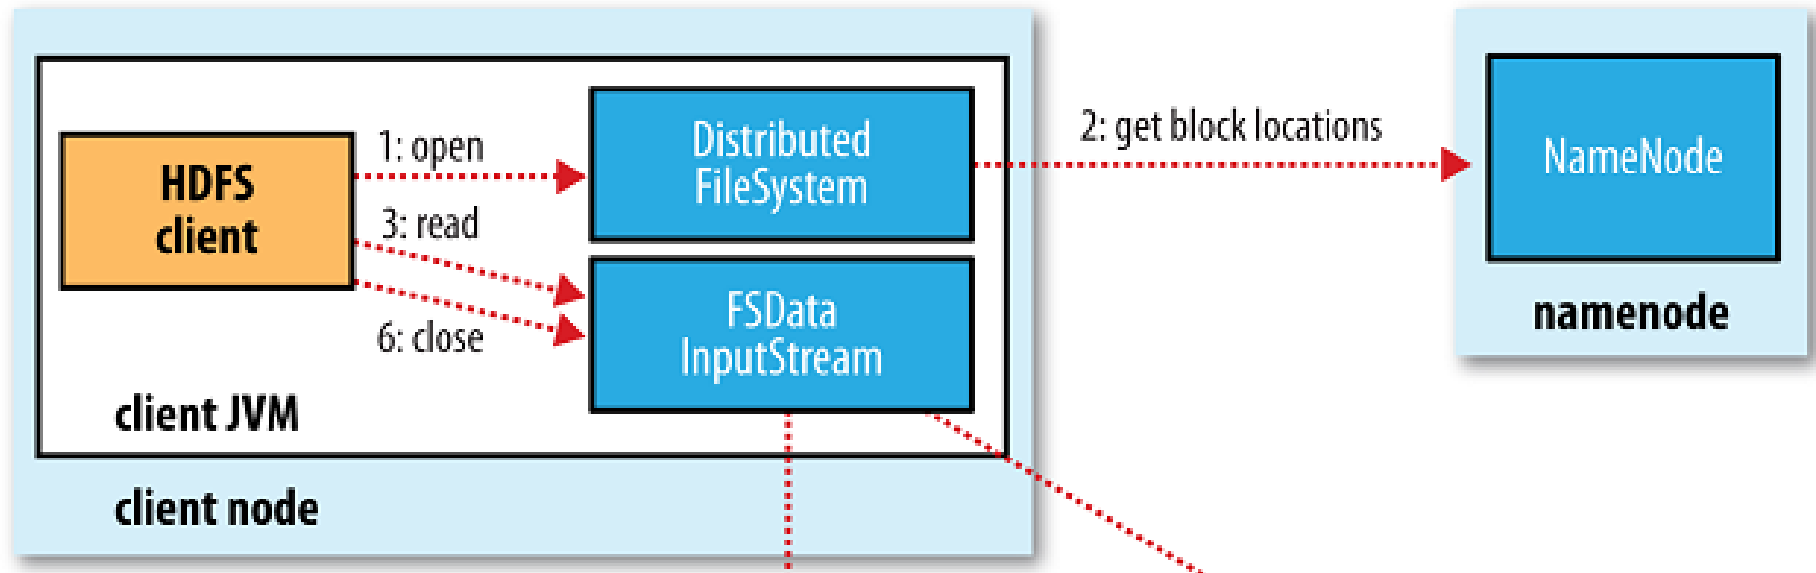 HDFS
client
1: open
3: read
6: close
Distributed
FileSystem
FSData
InputStream
client JVM
client node
2: get block locations
NameNode
namenode